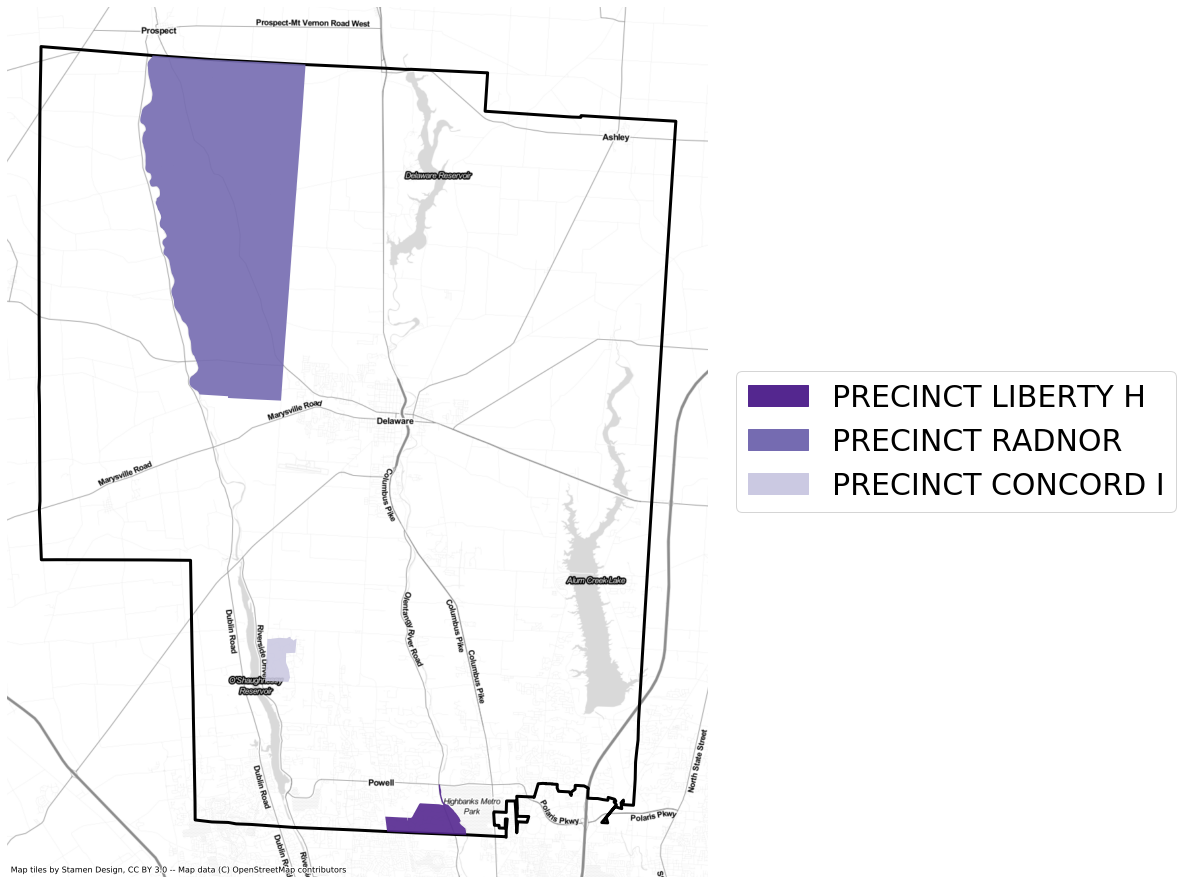 Prospect-Mt Vernon Road West
Prospect
Ashley
Delaware Reservoir
Marysville Road
Delaware
Marysville Road
Columbus Pike
Alum Creek Lake
Dublin Road
Riverside Drive
Olentangy River Road
Columbus Pike
Columbus Pike
O'Shaughnessy
Reservoir
North State Street
Dublin Road
Powell
Highbanks Metro
Park
Polaris Pkwy
Polaris Pkwy
Dublin
PRECINCT LIBERTY H
PRECINCT RADNOR
PRECINCT CONCORD I
Map tiles by Stamen Design, CC BY 3.0 -- Map data (C) OpenStreetMap contributors